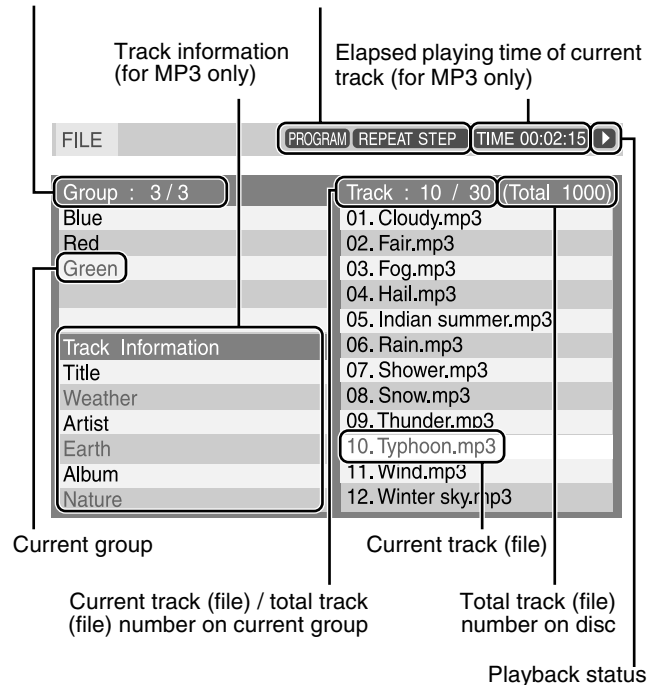 Track information
(for MP3 only)
Elapsed playing time of current
track (for MP3 only)
FILE
PROGRAM REPEAT STEP TIME 00:02:15
Group : 3 / 3
Blue
Red
Green
Track Information
Title
Weather
Artist
Earth
Album
Nature
Track : 10 / 30 (Total 1000)
01. Cloudy.mp3
02. Fair.mp3
03. Fog.mp3
04. Hail.mp3
05. Indian summer.mp3
06. Rain.mp3
07. Shower.mp3
08. Snow.mp3
09. Thunder.mp3
10. Typhoon.mp3
11. Wind.mp3
12. Winter sky.mp3
Current group
Current track (file)
Current track (file) / total track
(file) number on current group
Total track (file)
number on disc
Playback status